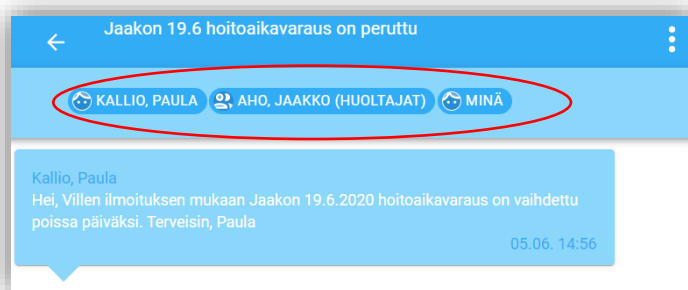 Jaakon 19.6 hoitoaikavaraus on peruttu
KALLIO, PAULA AHO, JAAKKO (HUOLTAJAT) MINÄ
Kallio, Paula
Hei, Villen ilmoituksen mukaan Jaakon 19.6.2020 hoitoaikavaraus on vaihdettu
poissa päiväksi. Terveisin, Paula
05.06. 14:56